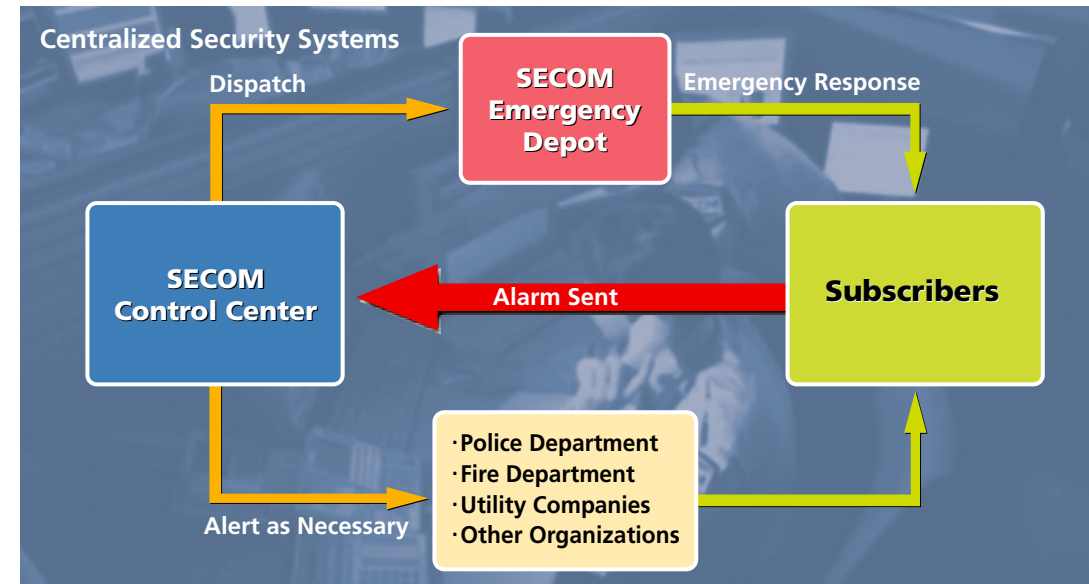 Centralized Security Systems
Dispatch
SECOM
Emergency
Depot
Emergency Response
SECOM
Control Center
Alarm Sent
Subscribers
·Police Department
·Fire Department
·Utility Companies
·Other Organizations
Alert as Necessary